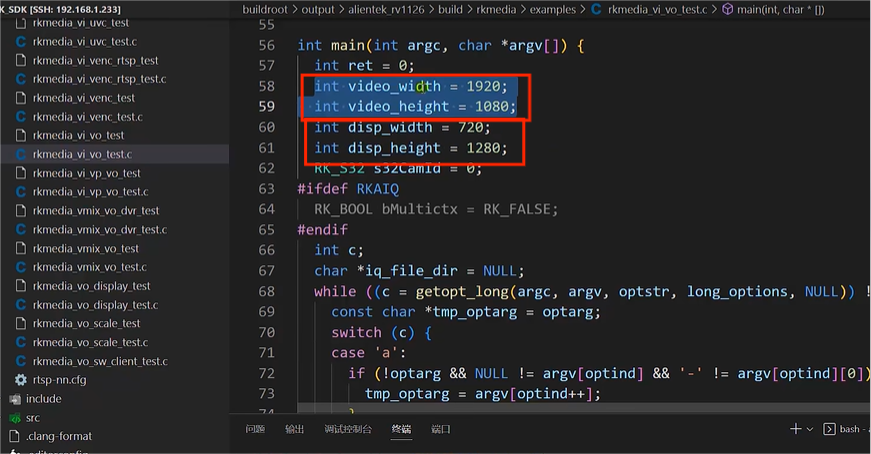 K_SDK [SSH: 192.168.1.233]
rkmedia_vi_uvc_test
rkmedia_vi_uvc_test.c
rkmedia_vi_venc_rtsp_test
rkmedia_vi_venc_rtsp_test.c
rkmedia_vi_venc_test
rkmedia_vi_venc_test.c
rkmedia_vi_vo_test
rkmedia_vi_vo_test.c
rkmedia_vi_vp_vo_test
rkmedia_vi_vp_vo_test.c
rkmedia_vmix_vo_dvr_test
rkmedia_vmix_vo_dvr_test.c
rkmedia_vmix_vo_test
rkmedia_vmix_vo_test.c
rkmedia_vo_display_test
rkmedia_vo_display_test.c
rkmedia_vo_scale_test
rkmedia_vo_scale_test.c
rkmedia_vo_sw_client_test.c
rtsp-nn.cfg
include
src
.clang-format
buildroot > output > alientek_rv1126 > build > rkmedia > examples > C rkmedia_vi_vo_test.c > main(int, char * [])
55
56 int main(int argc, char *argv[]) {
57 int ret = 0;
58 int video_width = 1920;
59 int video_height = 1080;
60 int disp_width = 720;
61 int disp_height = 1280;
62 RK_S32 s32CamId = 0;
63 #ifdef RKAIQ
64 RK_BOOL bMultictx = RK_FALSE;
65 #endif
66 int c;
67 char *iq_file_dir = NULL;
68 while ((c = getopt_long(argc, argv, optstr, long_options, NULL)) !
69 const char *tmp_optarg = optarg;
70 switch (c) {
71 case 'a':
72 if (!optarg && NULL != argv[optind] && '-' != argv[optind][0])
73 tmp_optarg = argv[optind++];
74 }
问题 输出 调试控制台 终端 端口
bash